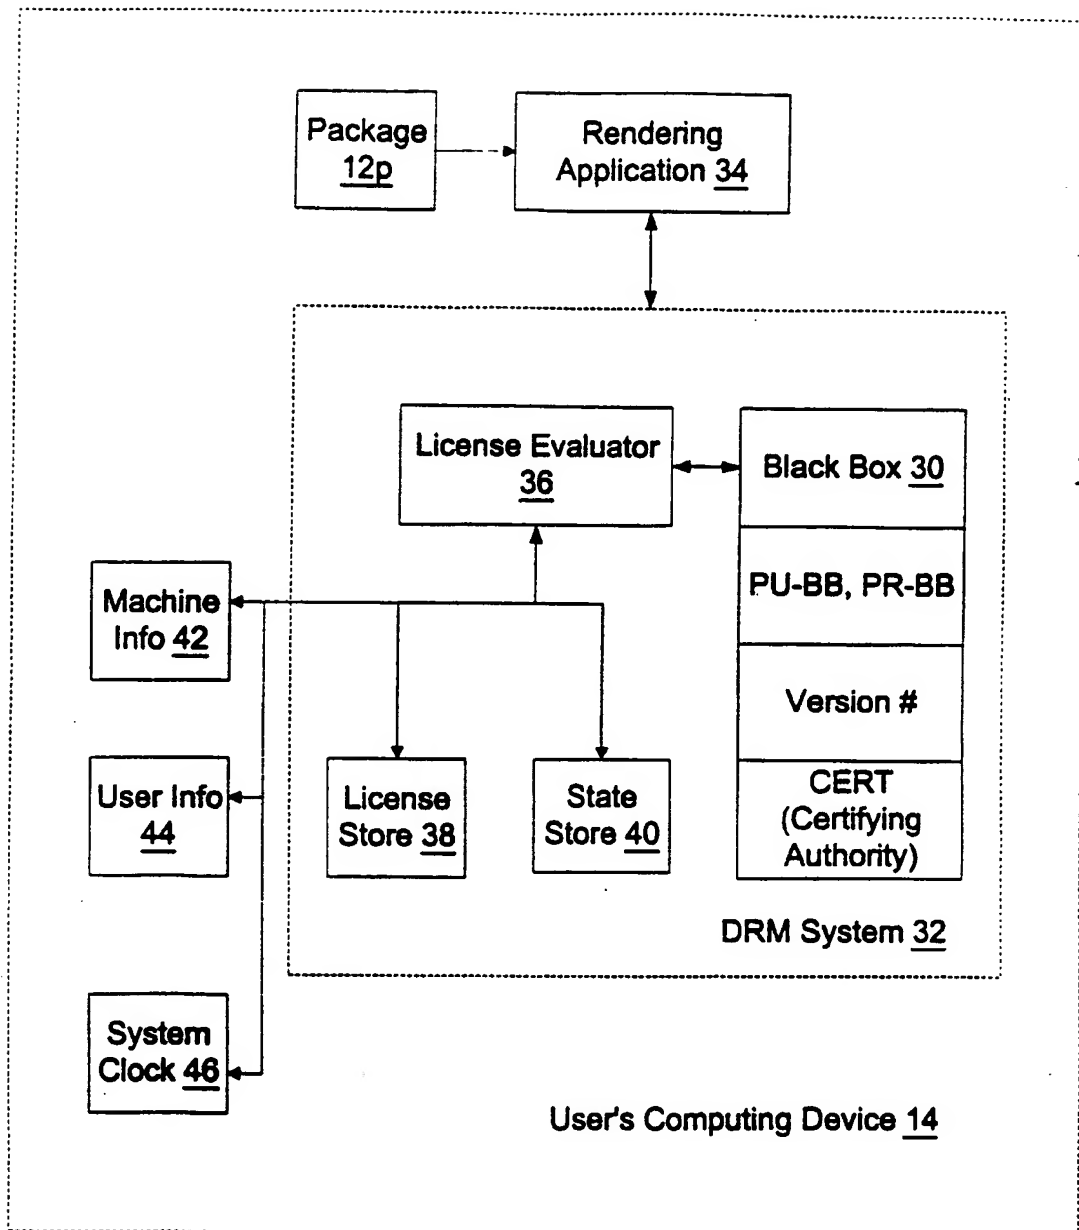 Package
12p
Rendering
Application 34
License Evaluator
36
Black Box 30
PU-BB, PR-BB
Version #
CERT
(Certifying
Authority)
Machine
Info 42
User Info
44
License
Store 38
State
Store 40
DRM System 32
System
Clock 46
User's Computing Device 14